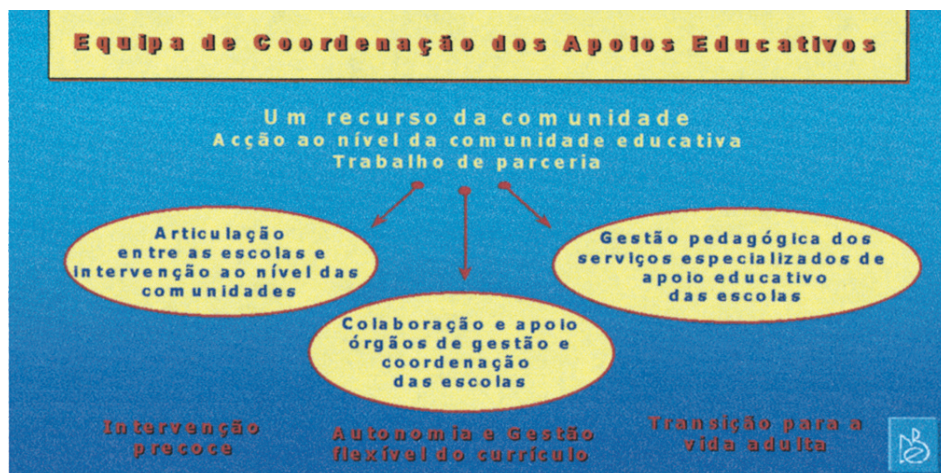 Equipa de Coordenação dos Apoios Educativos
Um recurso da comunidade
Acção ao nível da comunidade educativa
Trabalho de parceria
Articulação
entre as escolas e
intervenção ao nível das
comunidades
Colaboração e apoio
órgãos de gestão e
coordenação
das escolas
Gestão pedagógica dos
serviços especializados de
apoio educativo
das escolas
Intervenção
precoce
Autonomia e Gestão
flexível do currículo
Transição para a
vida adulta